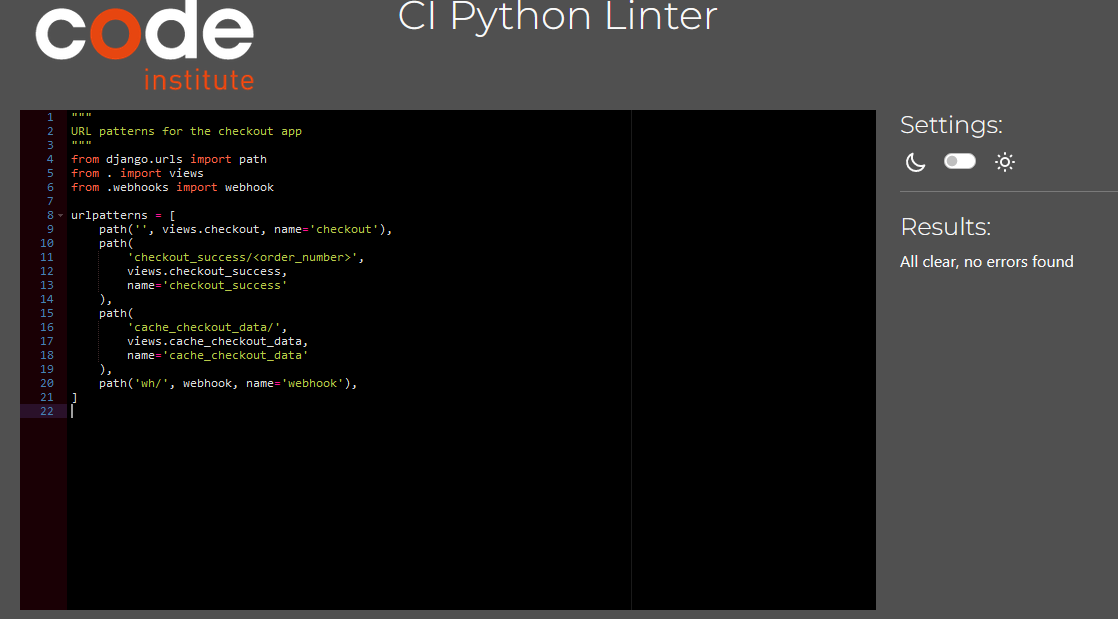 code
institute
CI Python Linter
1 """
2 URL patterns for the checkout app
3 """
4 from django.urls import path
5 from . import views
6 from .webhooks import webhook
7
8 urlpatterns = [
9 path('', views.checkout, name='checkout'),
10 path(
11 'checkout_success/<order_number>',
12 views.checkout_success,
13 name='checkout_success'
14 ),
15 path(
16 'cache_checkout_data/',
17 views.cache_checkout_data,
18 name='cache_checkout_data'
19 ),
20 path('wh/', webhook, name='webhook'),
21 ]
22
Settings:
Results:
All clear, no errors found